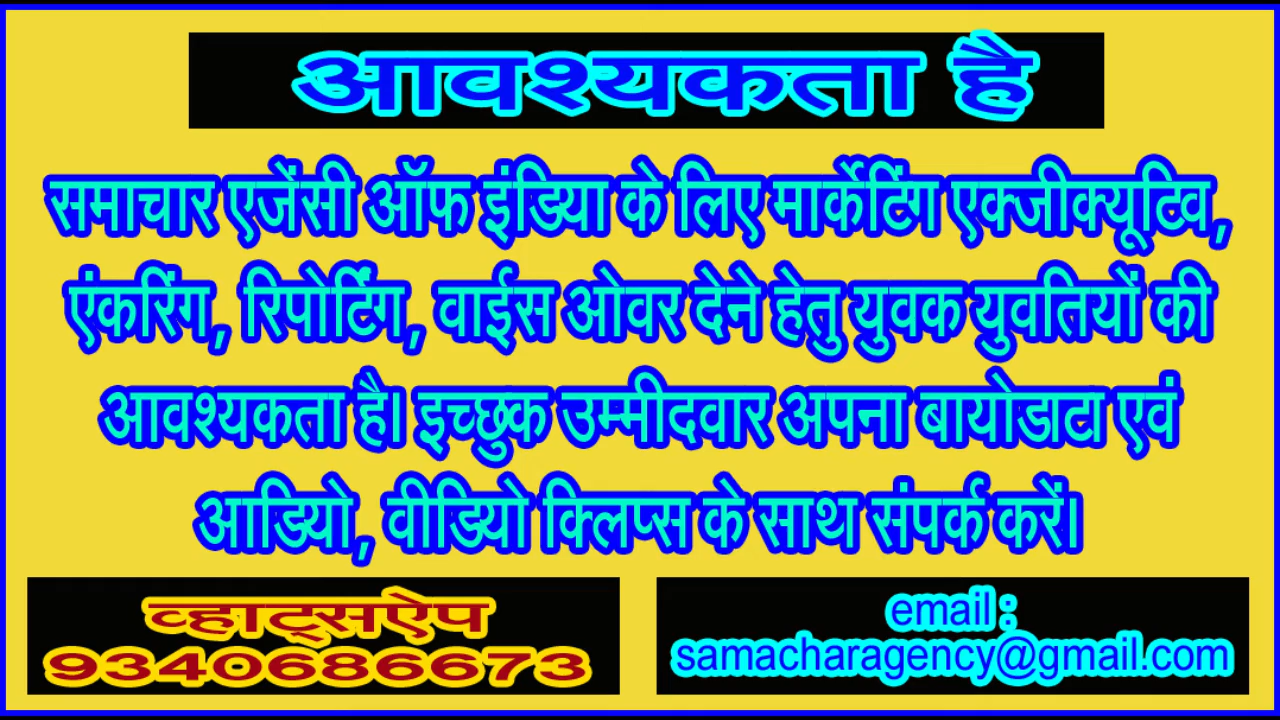 आवश्यकता है
समाचार एजेंसी ऑफ इंडिया के लिए मार्केटिंग एक्जीक्यूटिव,
एंकरिंग, रिपोर्टिंग, वाईस ओवर देने हेतु युवक युवतियों की
आवश्यकता है। इच्छुक उम्मीदवार अपना बायोडाटा एवं
आडियो, वीडियो क्लिप्स के साथ संपर्क करें।
व्हाट्सऐप
9340686673
email :
samacharagency@gmail.com